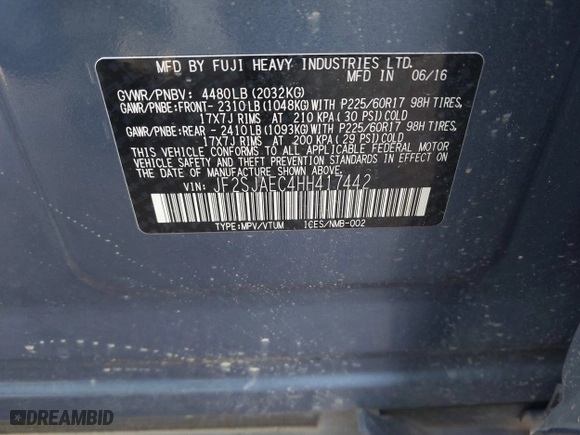 MFD BY FUJI HEAVY INDUSTRIES LTD.
MFD IN 06/16
GVWR/PNBV: 4480LB(2032KG)
GAWR/PNBE:FRONT- 2310LB(1048KG)WITH P225/60R17 98H TIRES,
17X7J RIMS AT 210 KPA(30 PSI)COLD
GAWR/PNBE:REAR -2410LB(1093KG)WITH P225/60R17 98H TIRES,
17X7J RIMS AT 200 KPA(29 PSI)COLD
THIS VEHICLE CONFORMS TO ALL APPLICABLE FEDERAL MOTOR
VEHICLE SAFETY AND THEFT PREVENTION STANDARDS IN EFFECT ON
THE DATE OF MANUFACTURE SHOWN ABOVE.
VIN: JF2SJAEC4HH417442
TYPE:MPV/VTUM ICES/NMB-002
DREAMBID